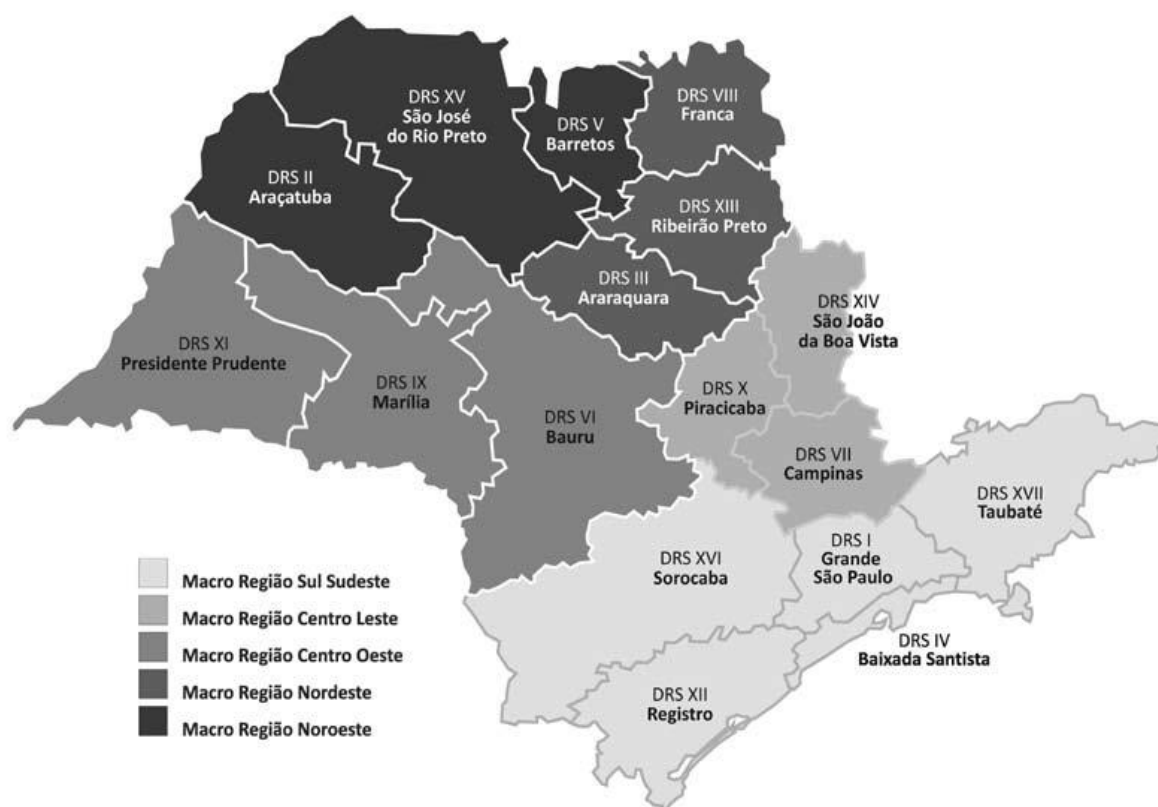 DRS XV
São José
do Rio Preto
DRS V
Barretos
DRS VIII
Franca
DRS II
Araçatuba
DRS XIII
Ribeirão Preto
DRS III
Araraquara
DRS XIV
São João
da Boa Vista
DRS XI
Presidente Prudente
DRS IX
Marília
DRS X
Piracicaba
DRS VI
Bauru
DRS VII
Campinas
DRS XVII
Taubaté
DRS XVI
Sorocaba
DRS I
Grande
São Paulo
DRS IV
Baixada Santista
DRS XII
Registro
Macro Região Sul Sudeste
Macro Região Centro Leste
Macro Região Centro Oeste
Macro Região Nordeste
Macro Região Noroeste